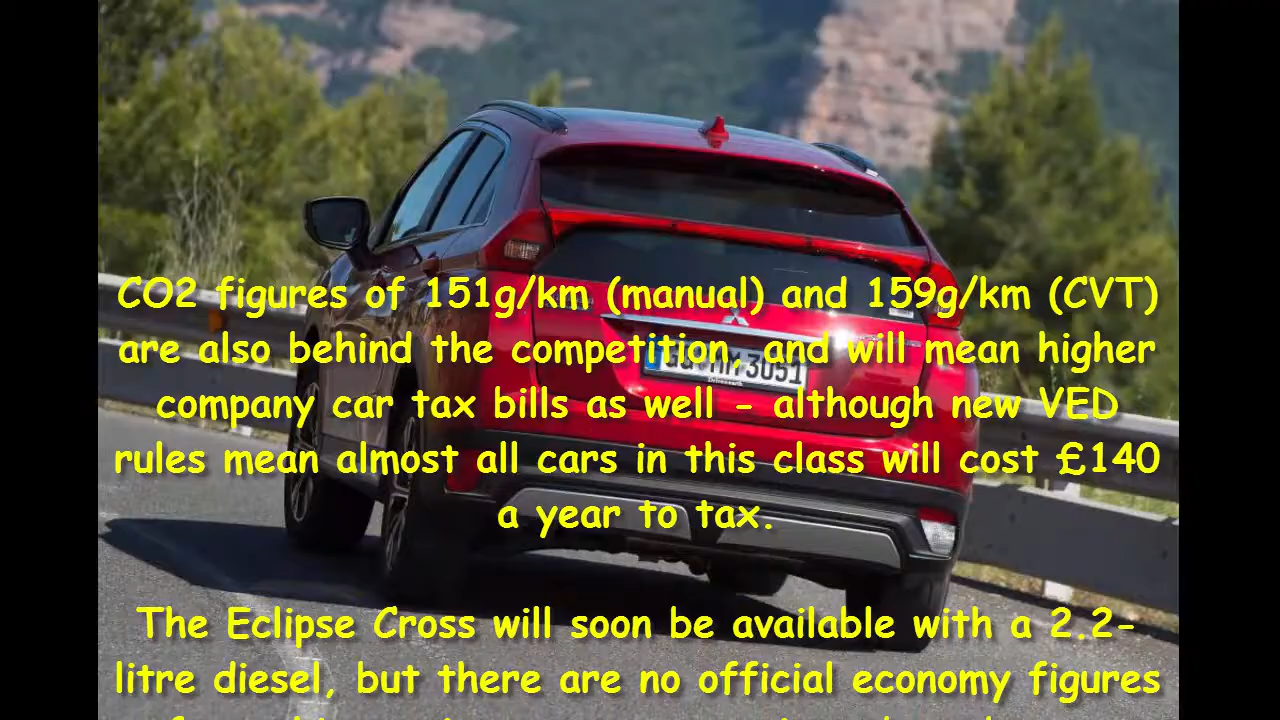 CO2 figures of 151g/km (manual) and 159g/km (CVT)
are also behind the competition, and will mean higher
company car tax bills as well - although new VED
rules mean almost all cars in this class will cost £140
a year to tax.
The Eclipse Cross will soon be available with a 2.2-
litre diesel, but there are no official economy figures